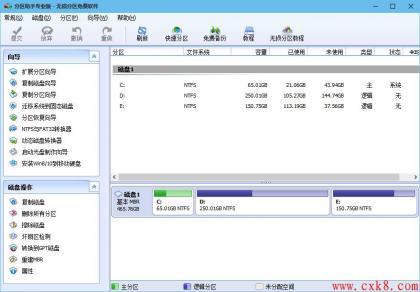 分区助手专业版 - 无损分区免费软件
常规(G) 磁盘(D) 分区(P) 向导(W) 帮助(H)
提交 放弃 撤销 重做 刷新 快速分区 免费备份 教程 无损分区教程
向导
扩展分区向导
复制磁盘向导
复制分区向导
迁移系统到固态磁盘
分区恢复向导
NTFS与FAT32转换器
动态磁盘转换器
启动光盘制作向导
安装Win8/10到移动硬盘
磁盘操作
复制磁盘
删除所有分区
擦除磁盘
坏扇区检测
转换到GPT磁盘
重建MBR
属性
分区 文件系统 容量 已使用 未使用 类型 状态
磁盘1
C: NTFS 65.01GB 21.06GB 43.94GB 主 系统
D: NTFS 250.01GB 105.27GB 144.74GB 逻辑 无
E: NTFS 150.75GB 113.19GB 37.56GB 逻辑 无
磁盘1
基本 MBR
465.76GB
C:
65.01GB NTFS
D:
250.01GB NTFS
E:
150.75GB NTFS
主分区 逻辑分区 未分配空间
www.cxk8.com